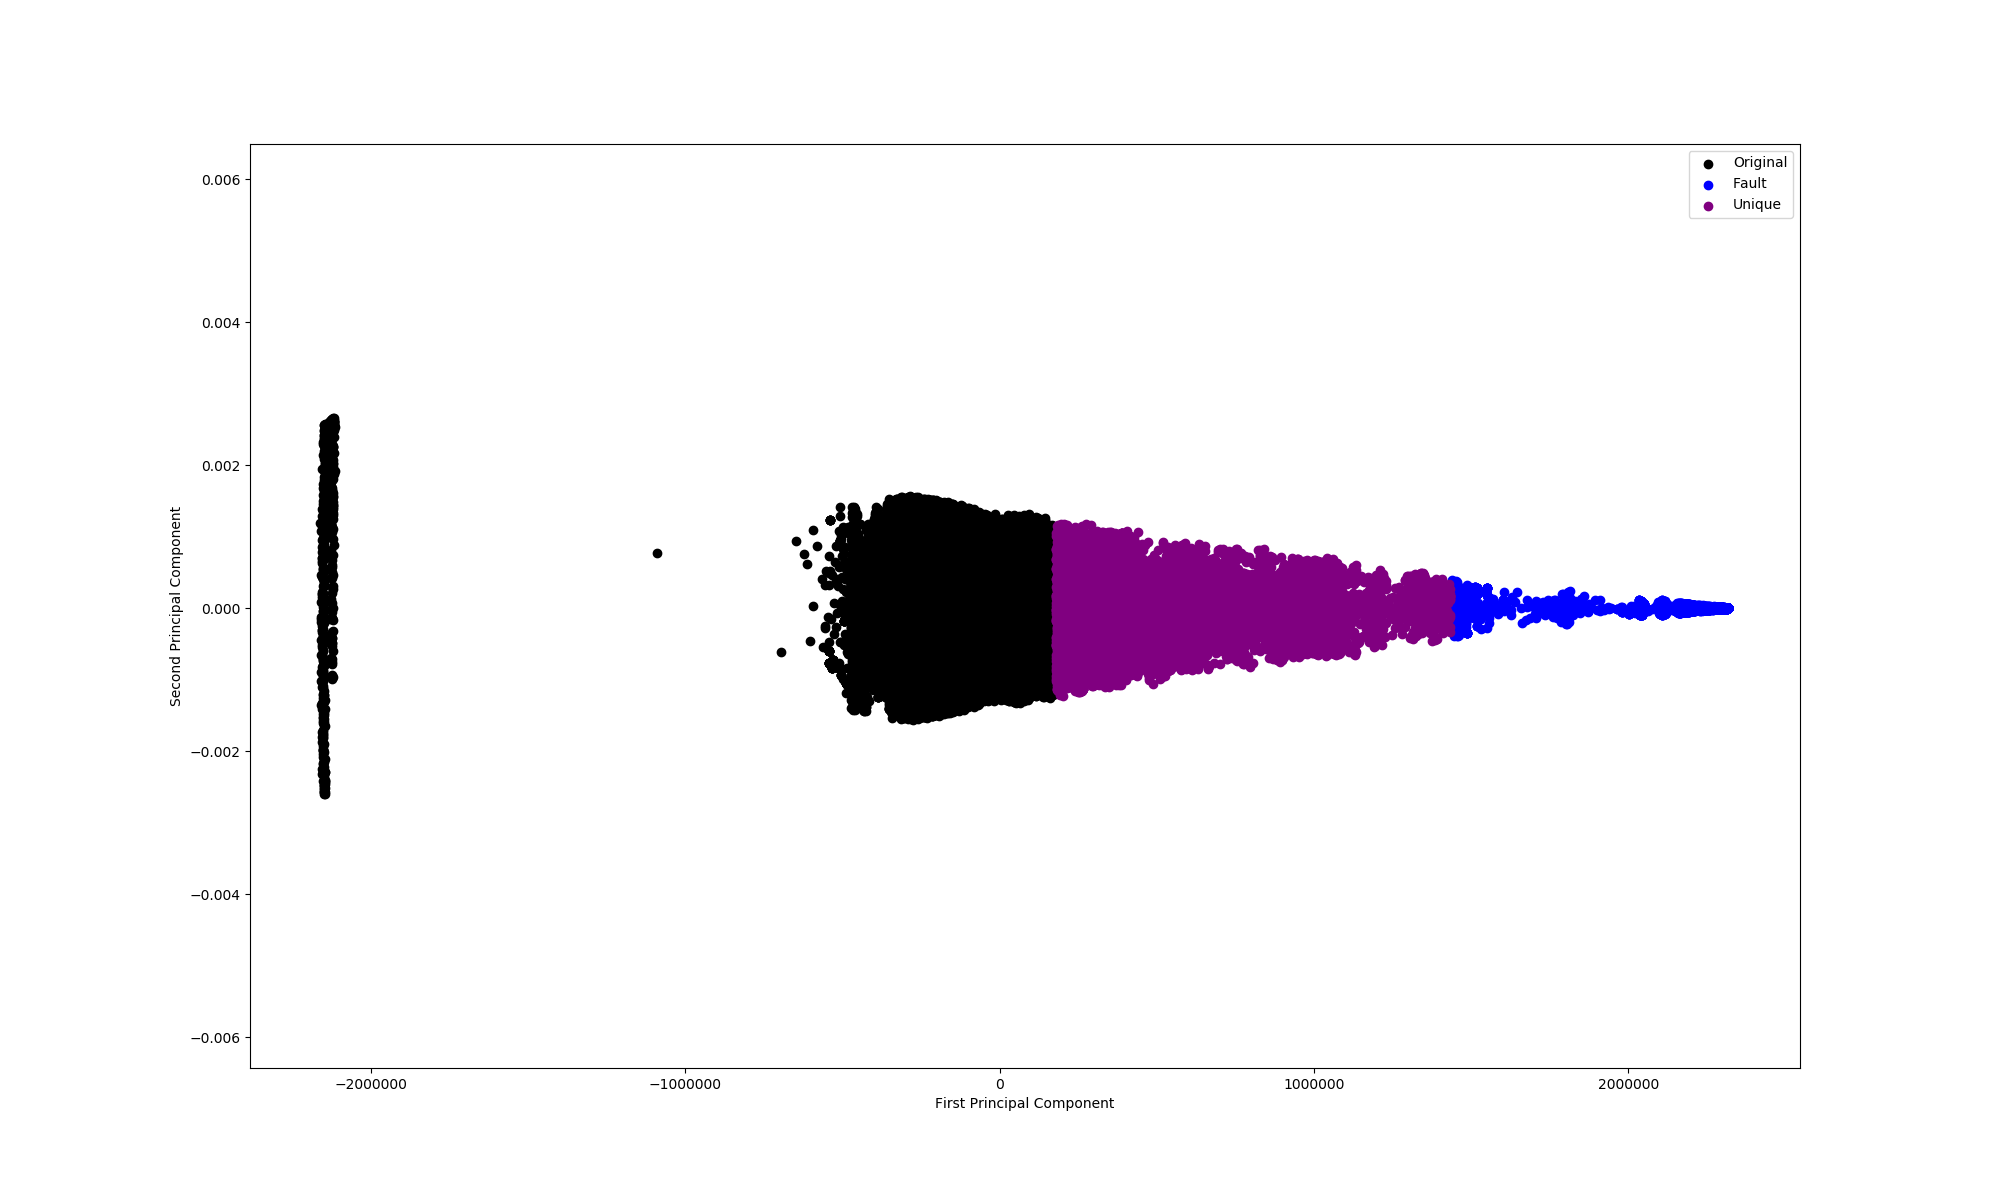 Original
Fault
Unique
0.006
0.004
0.002
0.000
−0.002
−0.004
−0.006
Second Principal Component
−2000000
−1000000
0
1000000
2000000
First Principal Component